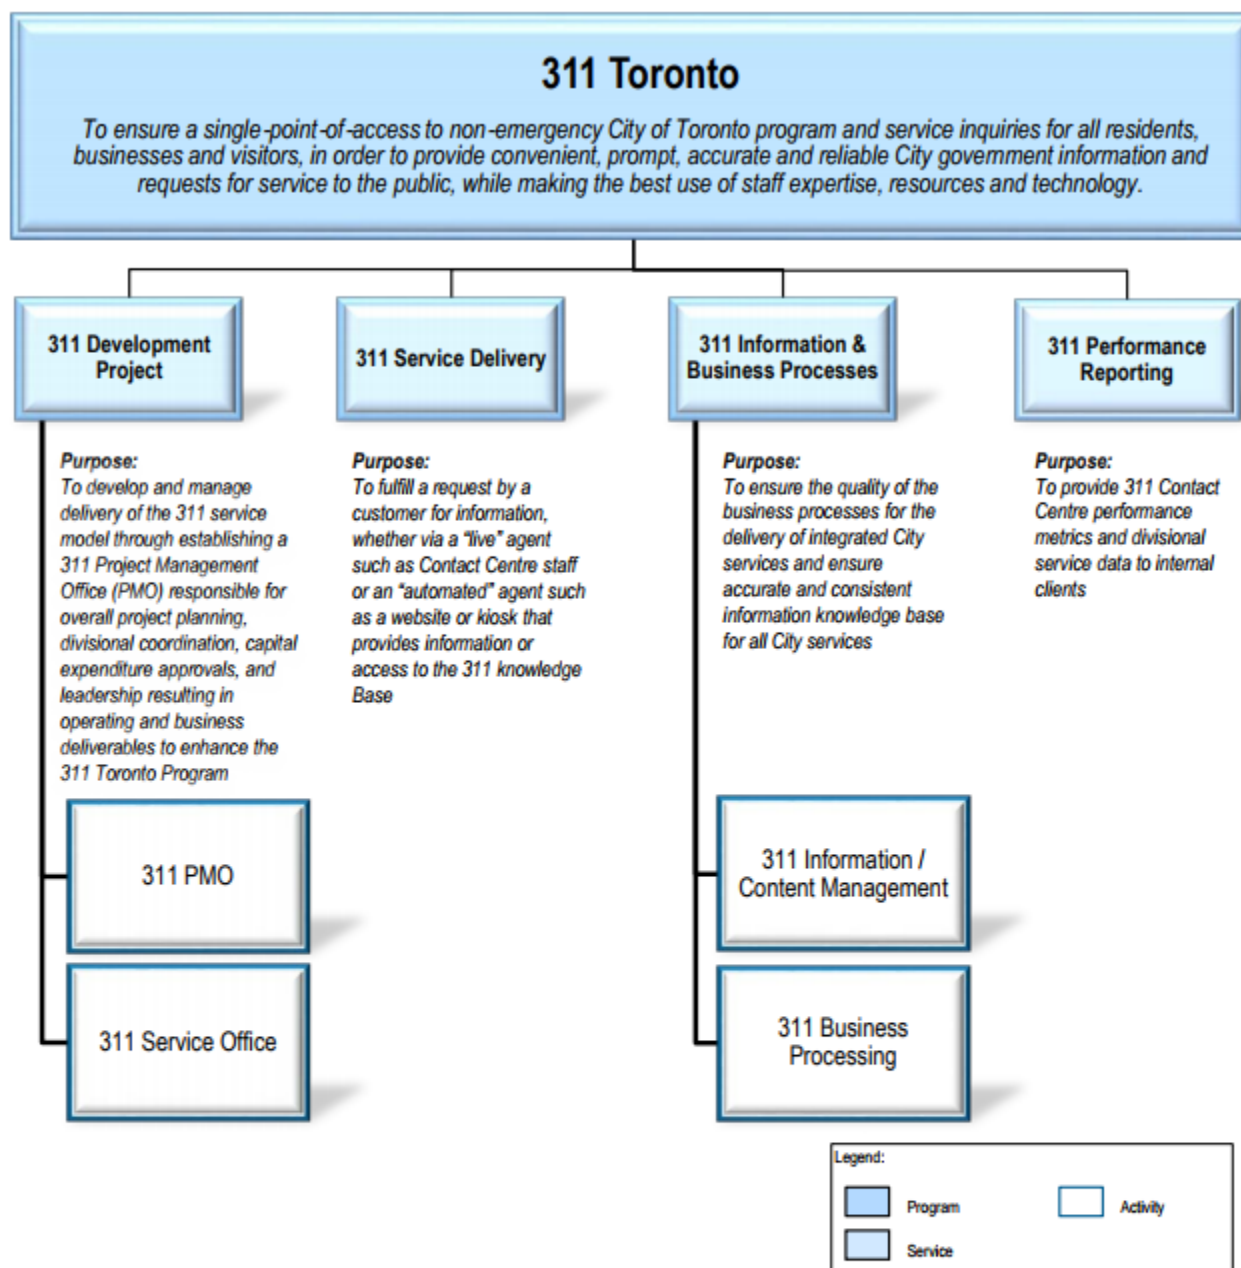 311 Toronto
To ensure a single-point-of-access to non-emergency City of Toronto program and service inquiries for all residents,
businesses and visitors, in order to provide convenient, prompt, accurate and reliable City government information and
requests for service to the public, while making the best use of staff expertise, resources and technology.
311 Development
Project
Purpose:
To develop and manage
delivery of the 311 service
model through establishing a
311 Project Management
Office (PMO) responsible for
overall project planning,
divisional coordination, capital
expenditure approvals, and
leadership resulting in
operating and business
deliverables to enhance the
311 Toronto Program
311 PMO
311 Service Office
311 Service Delivery
Purpose:
To fulfill a request by a
customer for information,
whether via a “live” agent
such as Contact Centre staff
or an “automated” agent such
as a website or kiosk that
provides information or
access to the 311 knowledge
Base
311 Information &
Business Processes
Purpose:
To ensure the quality of the
business processes for the
delivery of integrated City
services and ensure
accurate and consistent
information knowledge base
for all City services
311 Information /
Content Management
311 Business
Processing
311 Performance
Reporting
Purpose:
To provide 311 Contact
Centre performance
metrics and divisional
service data to internal
clients
Legend:
Program
Activity
Service